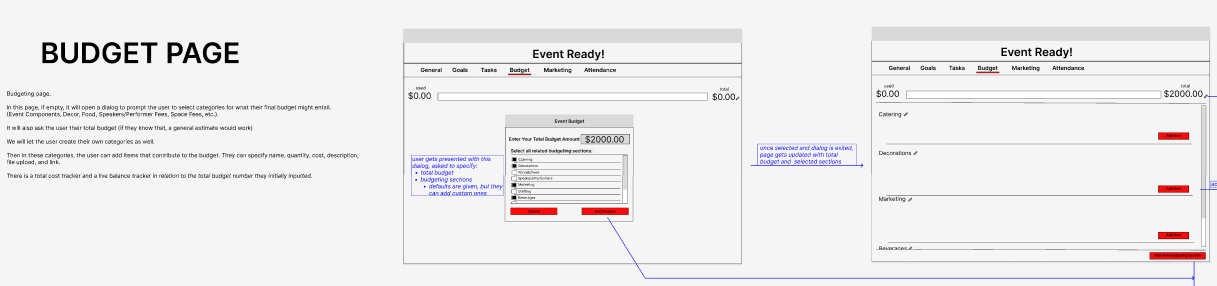 BUDGET PAGE
Budgeting page.
In this page, if empty, it will open a dialog to prompt the user to select categories for what their final budget might entail.
(Event Components, Decor, Food, Speakers/Performer Fees, Space Fees, etc.).
It will also ask the user their total budget (if they know that, a general estimate would work)
We will let the user create their own categories as well.
Then in these categories, the user can add items that contribute to the budget. They can specify name, quantity, cost, description,
file upload, and link.
There is a total cost tracker and a live balance tracker in relation to the total budget number they initially inputted.
Event Ready!
General Goals Tasks Budget Marketing Attendance
used
$0.00
total
$0.00
Event Budget
Enter Your Total Budget Amount $2000.00
Select all related budgeting sections:
Catering
Decorations
Speakers/Performers
Marketing
Staffing
Beverages
user gets presented with this
dialog, asked to specify:
• total budget
• budgeting sections
• defaults are given, but they
can add custom ones
once selected and dialog is exited,
page gets updated with total
budget and selected sections
Event Ready!
General Goals Tasks Budget Marketing Attendance
used
$0.00
total
$2000.00
Catering
Add Item
Decorations
Add Item
Marketing
Add Item
Beverages
Add New Budgeting Section